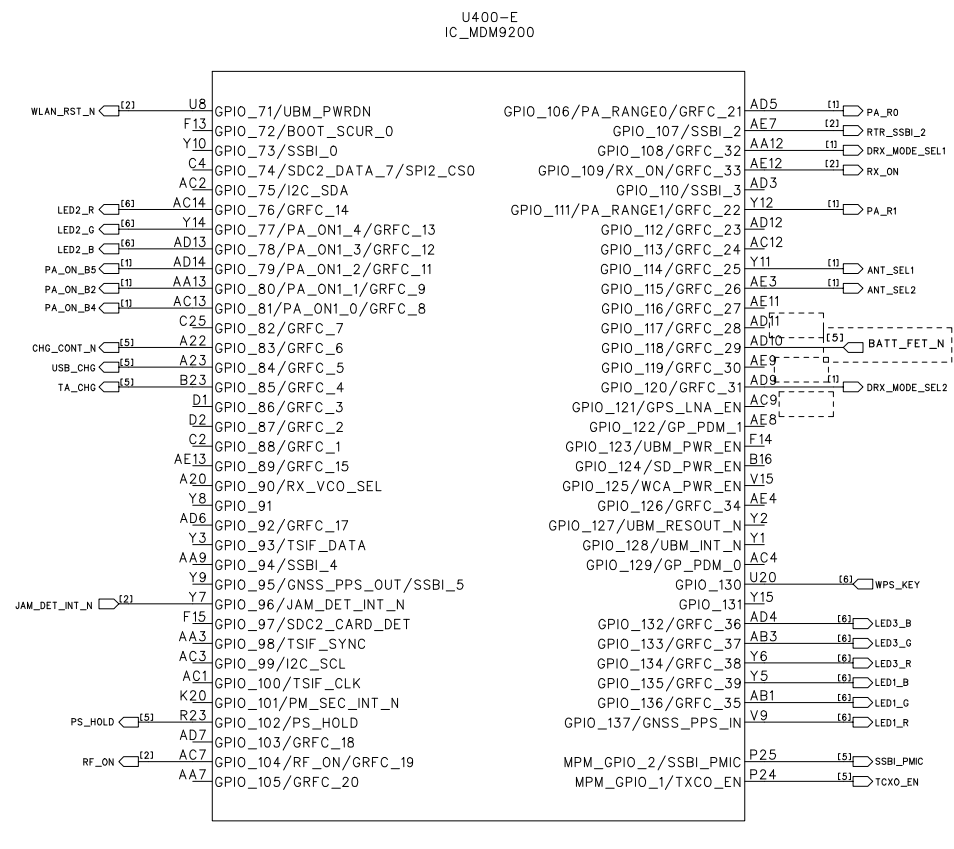 U400-E
IC_MDM9200
WLAN_RST_N [2] U8 GPIO_71/UBM_PWRDN
F13 GPIO_72/BOOT_SCUR_0
Y10 GPIO_73/SSBI_0
C4 GPIO_74/SDC2_DATA_7/SPI2_CS0
AC2 GPIO_75/I2C_SDA
LED2_R [6] AC14 GPIO_76/GRFC_14
LED2_G [6] Y14 GPIO_77/PA_ON1_4/GRFC_13
LED2_B [6] AD13 GPIO_78/PA_ON1_3/GRFC_12
PA_ON_B5 [1] AD14 GPIO_79/PA_ON1_2/GRFC_11
PA_ON_B2 [1] AA13 GPIO_80/PA_ON1_1/GRFC_9
PA_ON_B4 [1] AC13 GPIO_81/PA_ON1_0/GRFC_8
C25 GPIO_82/GRFC_7
CHG_CONT_N [5] A22 GPIO_83/GRFC_6
USB_CHG [5] A23 GPIO_84/GRFC_5
TA_CHG [5] B23 GPIO_85/GRFC_4
D1 GPIO_86/GRFC_3
D2 GPIO_87/GRFC_2
C2 GPIO_88/GRFC_1
AE13 GPIO_89/GRFC_15
A20 GPIO_90/RX_VCO_SEL
Y8 GPIO_91
AD6 GPIO_92/GRFC_17
Y3 GPIO_93/TSIF_DATA
AA9 GPIO_94/SSBI_4
Y9 GPIO_95/GNSS_PPS_OUT/SSBI_5
JAM_DET_INT_N [2] Y7 GPIO_96/JAM_DET_INT_N
F15 GPIO_97/SDC2_CARD_DET
AA3 GPIO_98/TSIF_SYNC
AC3 GPIO_99/I2C_SCL
AC1 GPIO_100/TSIF_CLK
K20 GPIO_101/PM_SEC_INT_N
PS_HOLD [5] R23 GPIO_102/PS_HOLD
AD7 GPIO_103/GRFC_18
RF_ON [2] AC7 GPIO_104/RF_ON/GRFC_19
AA7 GPIO_105/GRFC_20
GPIO_106/PA_RANGE0/GRFC_21 AD5 [1] PA_R0
GPIO_107/SSBI_2 AE7 [2] RTR_SSBI_2
GPIO_108/GRFC_32 AA12 [1] DRX_MODE_SEL1
GPIO_109/RX_ON/GRFC_33 AE12 [2] RX_ON
GPIO_110/SSBI_3 AD3
GPIO_111/PA_RANGE1/GRFC_22 Y12 [1] PA_R1
GPIO_112/GRFC_23 AD12
GPIO_113/GRFC_24 AC12
GPIO_114/GRFC_25 Y11 [1] ANT_SEL1
GPIO_115/GRFC_26 AE3 [1] ANT_SEL2
GPIO_116/GRFC_27 AE11
GPIO_117/GRFC_28 AD11
GPIO_118/GRFC_29 AD10 [5] BATT_FET_N
GPIO_119/GRFC_30 AE9
GPIO_120/GRFC_31 AD9 [1] DRX_MODE_SEL2
GPIO_121/GPS_LNA_EN AC9
GPIO_122/GP_PDM_1 AE8
GPIO_123/UBM_PWR_EN F14
GPIO_124/SD_PWR_EN B16
GPIO_125/WCA_PWR_EN V15
GPIO_126/GRFC_34 AE4
GPIO_127/UBM_RESOUT_N Y2
GPIO_128/UBM_INT_N Y1
GPIO_129/GP_PDM_0 AC4
GPIO_130 U20 [6] WPS_KEY
GPIO_131 Y15
GPIO_132/GRFC_36 AD4 [6] LED3_B
GPIO_133/GRFC_37 AB3 [6] LED3_G
GPIO_134/GRFC_38 Y6 [6] LED3_R
GPIO_135/GRFC_39 Y5 [6] LED1_B
GPIO_136/GRFC_35 AB1 [6] LED1_G
GPIO_137/GNSS_PPS_IN V9 [6] LED1_R
MPM_GPIO_2/SSBI_PMIC P25 [5] SSBI_PMIC
MPM_GPIO_1/TXCO_EN P24 [5] TCXO_EN